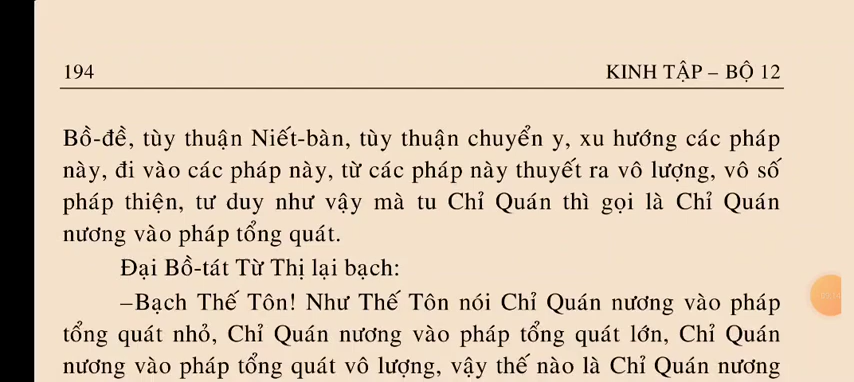 194
KINH TẬP – BỘ 12
Bồ-đề, tùy thuận Niết-bàn, tùy thuận chuyển y, xu hướng các pháp
này, đi vào các pháp này, từ các pháp này thuyết ra vô lượng, vô số
pháp thiện, tư duy như vậy mà tu Chỉ Quán thì gọi là Chỉ Quán
nương vào pháp tổng quát.
Đại Bồ-tát Từ Thị lại bạch:
–Bạch Thế Tôn! Như Thế Tôn nói Chỉ Quán nương vào pháp
tổng quát nhỏ, Chỉ Quán nương vào pháp tổng quát lớn, Chỉ Quán
nương vào pháp tổng quát vô lượng, vậy thế nào là Chỉ Quán nương